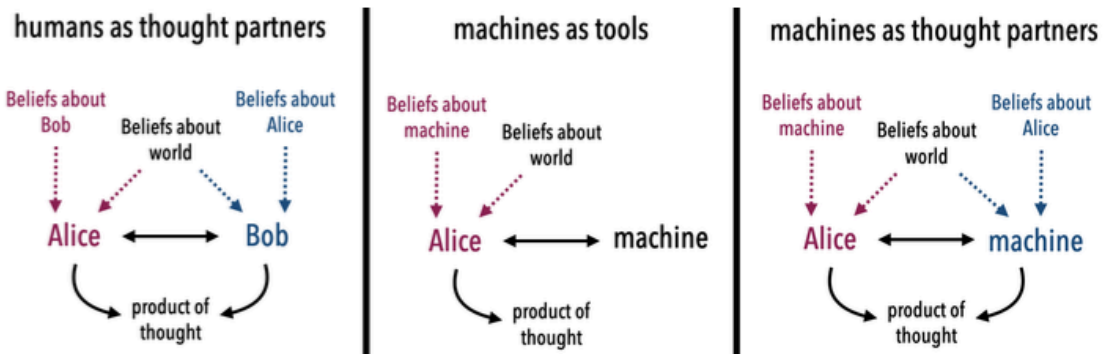 humans as thought partners
Beliefs about
Bob
Beliefs about
world
Beliefs about
Alice
Alice
Bob
product of
thought
machines as tools
Beliefs about
machine
Beliefs about
world
Alice
machine
product of
thought
machines as thought partners
Beliefs about
machine
Beliefs about
world
Beliefs about
Alice
Alice
machine
product of
thought